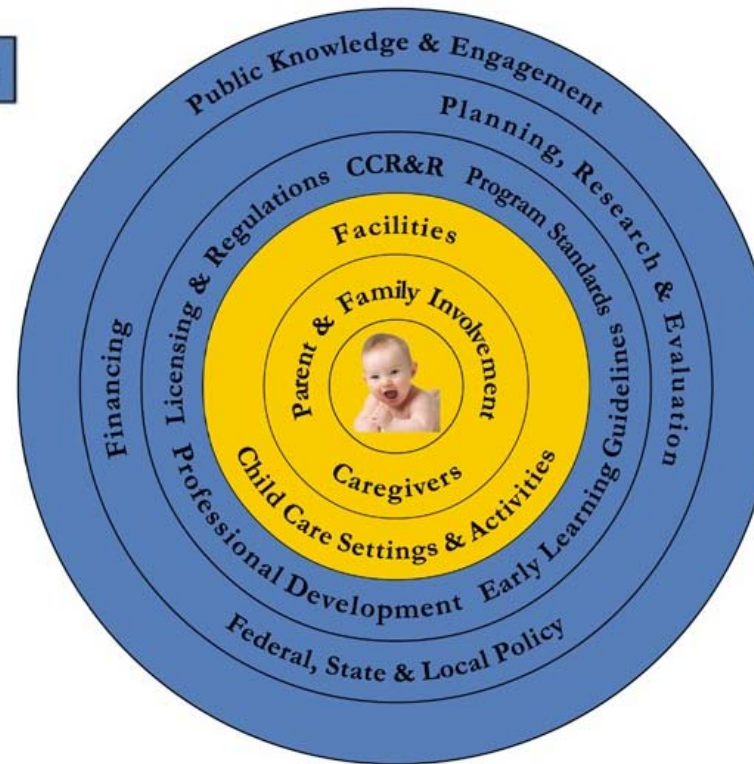 Public Knowledge & Engagement
Planning, Research & Evaluation
Financing
Federal, State & Local Policy
Licensing & Regulations
CCR&R
Program Standards
Early Learning Guidelines
Professional Development
Facilities
Child Care Settings & Activities
Parent & Family Involvement
Caregivers